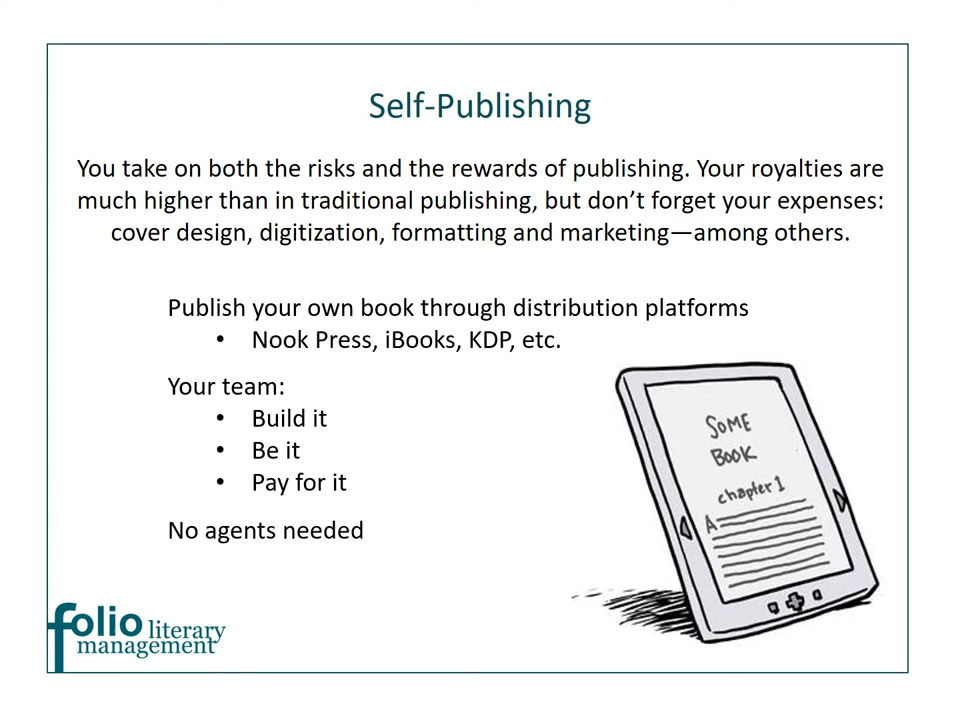 Self-Publishing
You take on both the risks and the rewards of publishing. Your royalties are
much higher than in traditional publishing, but don’t forget your expenses:
cover design, digitization, formatting and marketing—among others.
Publish your own book through distribution platforms
• Nook Press, iBooks, KDP, etc.
Your team:
• Build it
• Be it
• Pay for it
No agents needed
SOME
BOOK
chapter 1
A
folio literary
management